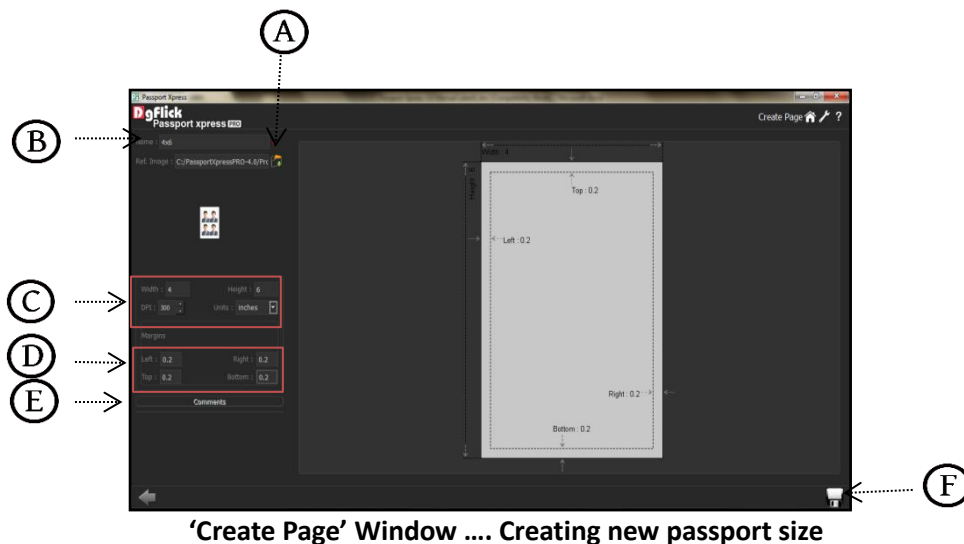 A
Passport Xpress
DgFlick
Passport xpress PRO
Create Page ?
B
Name : 4x6
Ref. Image : C:/PassportXpressPRO-4.0/Pro
Width : 4
Height : 6
Top : 0.2
Left : 0.2
C
Width : 4 Height : 6
DPI : 300 Units : inches
Margins
D
Left : 0.2 Right : 0.2
Top : 0.2 Bottom : 0.2
E
Comments
Right : 0.2
Bottom : 0.2
F
‘Create Page’ Window .... Creating new passport size